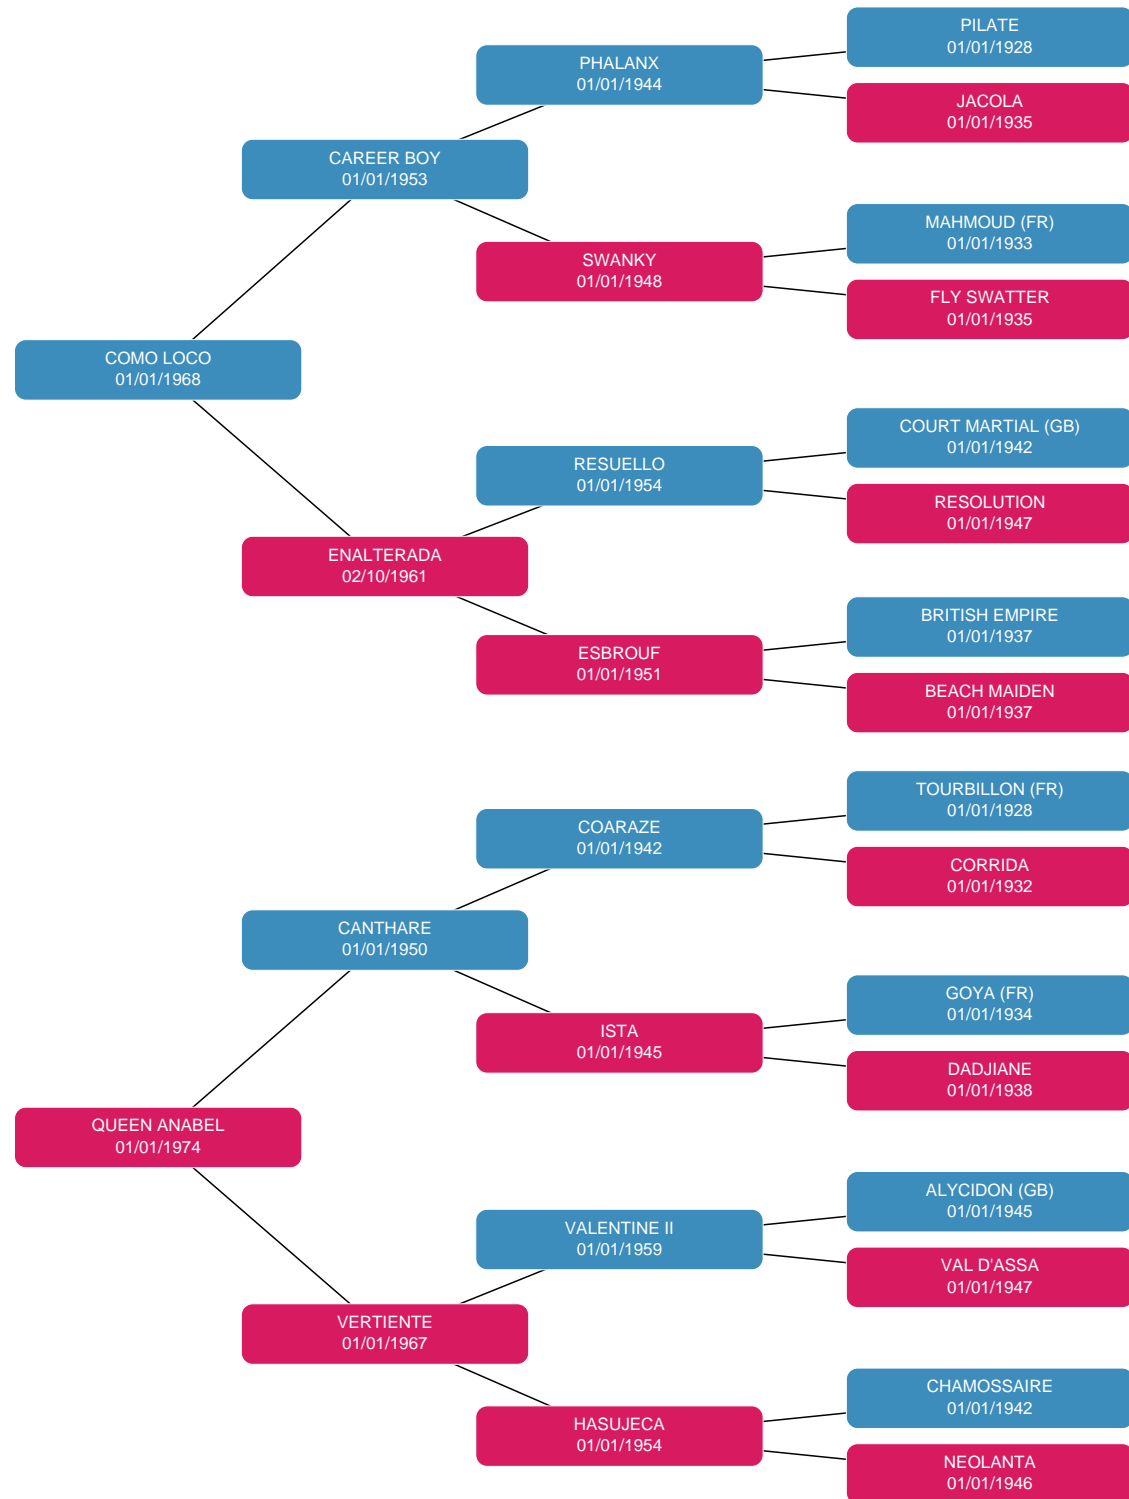 PILATE
01/01/1928
PHALANX
01/01/1944
JACOLA
01/01/1935
CAREER BOY
01/01/1953
MAHMOUD (FR)
01/01/1933
SWANKY
01/01/1948
FLY SWATTER
01/01/1935
COMO LOCO
01/01/1968
COURT MARTIAL (GB)
01/01/1942
RESUELLO
01/01/1954
RESOLUTION
01/01/1947
ENALTERADA
02/10/1961
BRITISH EMPIRE
01/01/1937
ESBROUF
01/01/1951
BEACH MAIDEN
01/01/1937
TOURBILLON (FR)
01/01/1928
COARAZE
01/01/1942
CORRIDA
01/01/1932
CANTHARE
01/01/1950
GOYA (FR)
01/01/1934
ISTA
01/01/1945
DADJIANE
01/01/1938
QUEEN ANABEL
01/01/1974
ALYCIDON (GB)
01/01/1945
VALENTINE II
01/01/1959
VAL D'ASSA
01/01/1947
VERTIENTE
01/01/1967
CHAMOSSAIRE
01/01/1942
HASUJECA
01/01/1954
NEOLANTA
01/01/1946